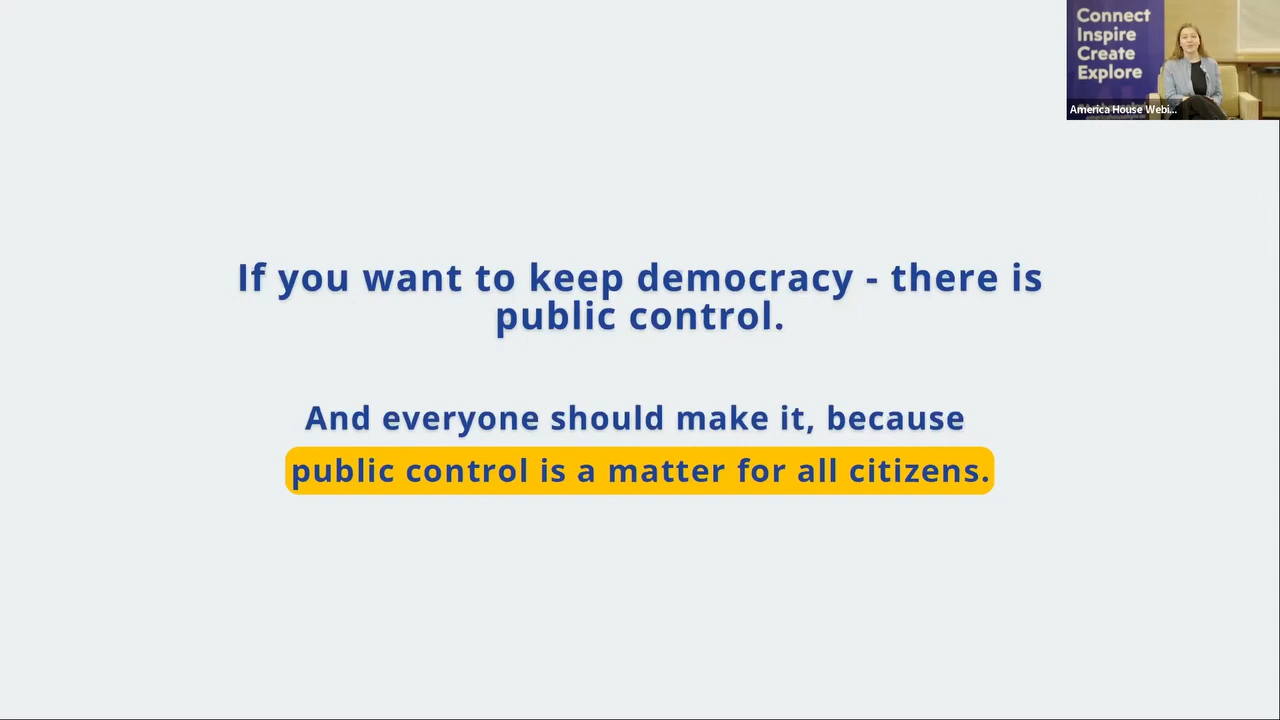 Connect
Inspire
Create
Explore
America House Webi...
If you want to keep democracy - there is
public control.
And everyone should make it, because
public control is a matter for all citizens.